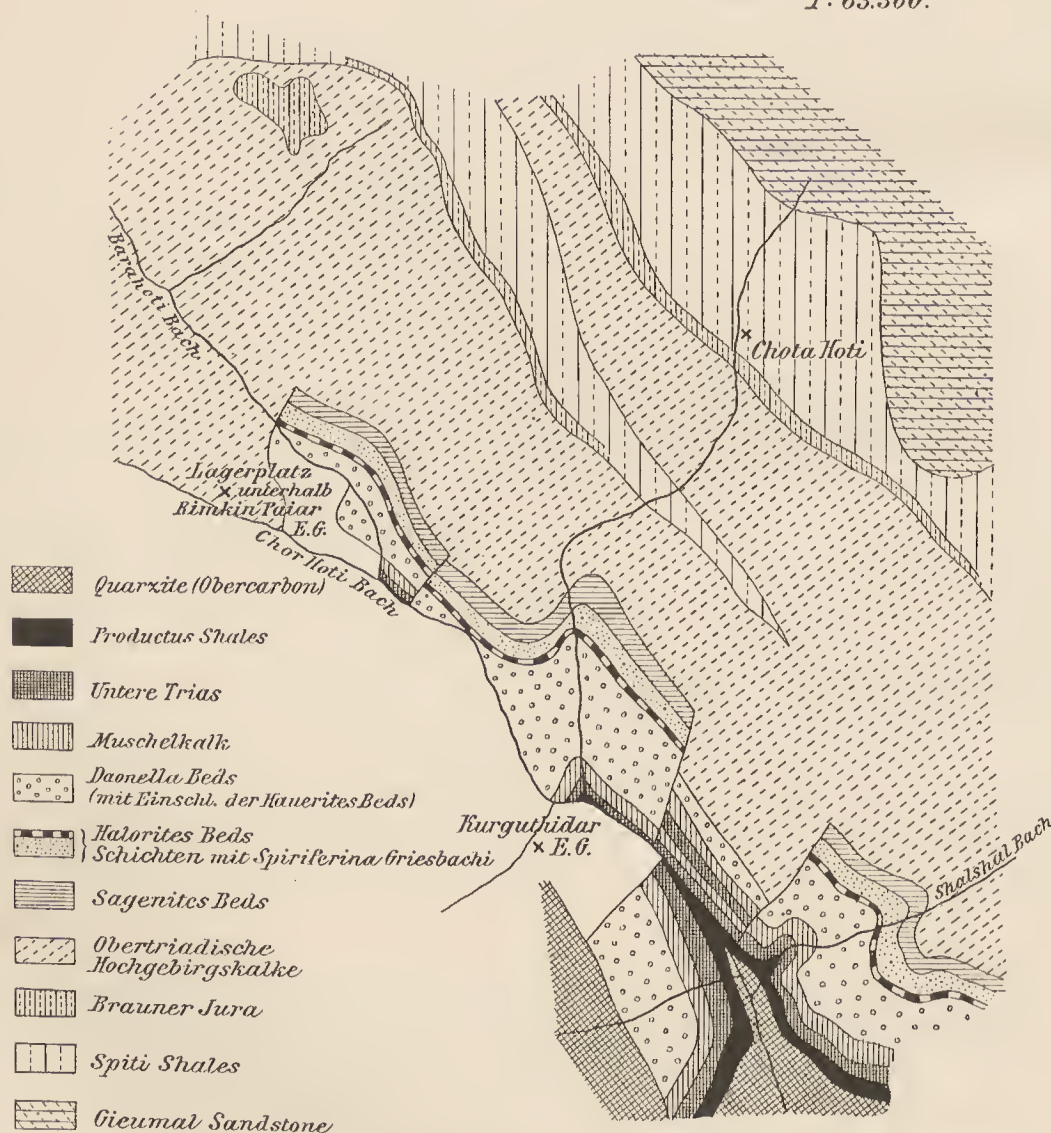 1 : 63.360.
Barahoti Bach
Chota Hoti
Lagerplatz
unterhalb
Rimkin Paiar
E.G.
Chor Hoti Bach
Kurguthidar
E.G.
Shalshal Bach
Quarzite (Obercarbon)
Productus Shales
Untere Trias
Muschelkalk
Daonella Beds
(mit Einschl. der Hauerites Beds)
Halorites Beds
Schichten mit Spiriferina Griesbachi
Sagenites Beds
Obertriadische
Hochgebirgskalke
Brauner Jura
Spiti Shales
Gieumal Sandstone